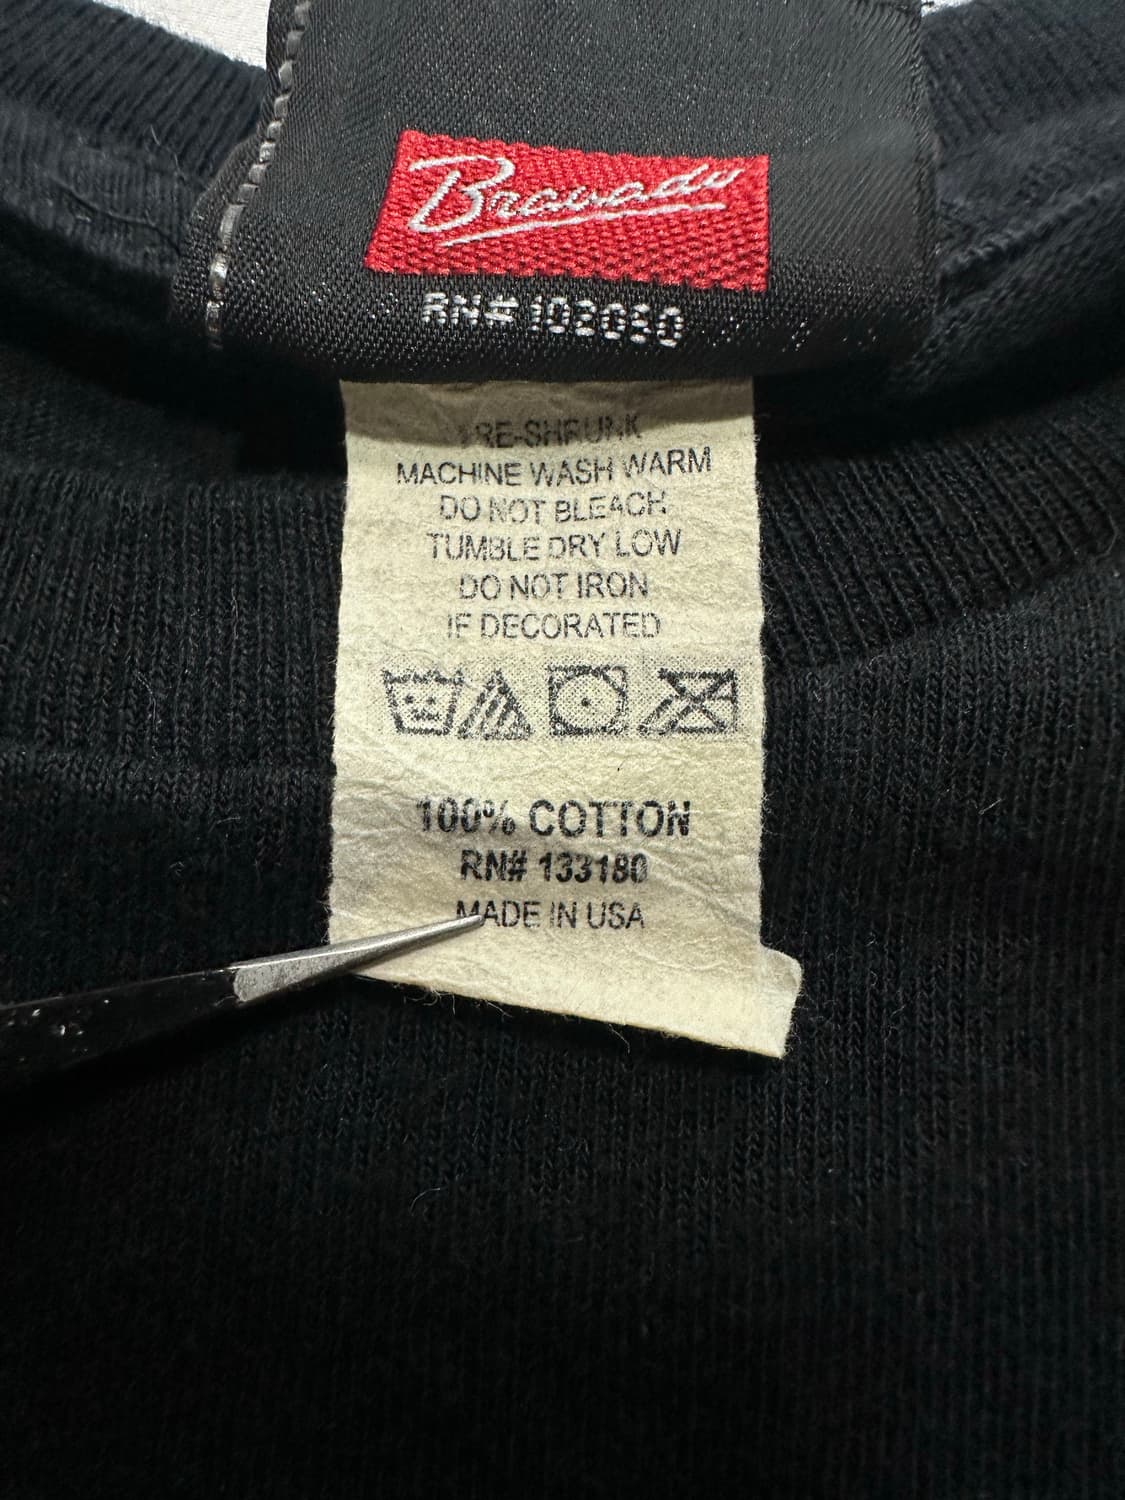 Bravado
RN# 103050
PRE-SHRUNK
MACHINE WASH WARM
DO NOT BLEACH
TUMBLE DRY LOW
DO NOT IRON
IF DECORATED
100% COTTON
RN# 133180
MADE IN USA